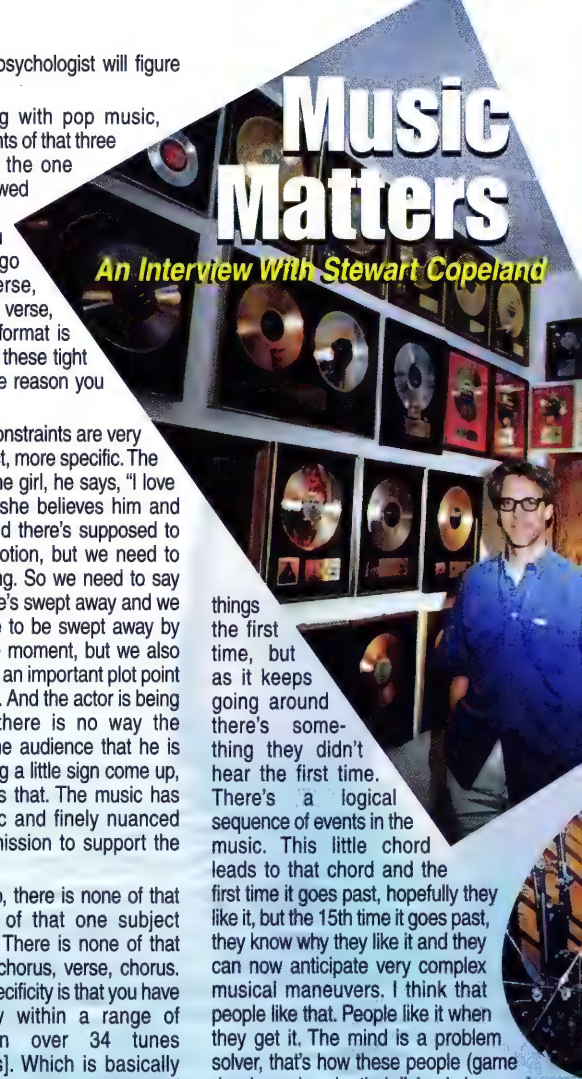 Music
Matters
An Interview With Stewart Copeland
psychologist will figure
g with pop music,
nts of that three
the one
wed
go
erse,
verse,
format is
these tight
e reason you
onstraints are very
t, more specific. The
e girl, he says, "I love
she believes him and
d there's supposed to
otion, but we need to
ng. So we need to say
e's swept away and we
e to be swept away by
moment, but we also
an important plot point
. And the actor is being
there is no way the
e audience that he is
g a little sign come up,
s that. The music has
c and finely nuanced
nission to support the
o, there is none of that
of that one subject
There is none of that
chorus, verse, chorus.
ecificity is that you have
y within a range of
n over 34 tunes
s]. Which is basically
things
the first
time, but
as it keeps
going around
there's some-
thing they didn't
hear the first time.
There's a logical
sequence of events in the
music. This little chord
leads to that chord and the
first time it goes past, hopefully they
like it, but the 15th time it goes past,
they know why they like it and they
can now anticipate very complex
musical maneuvers. I think that
people like that. People like it when
they get it. The mind is a problem
solver, that's how these people (game